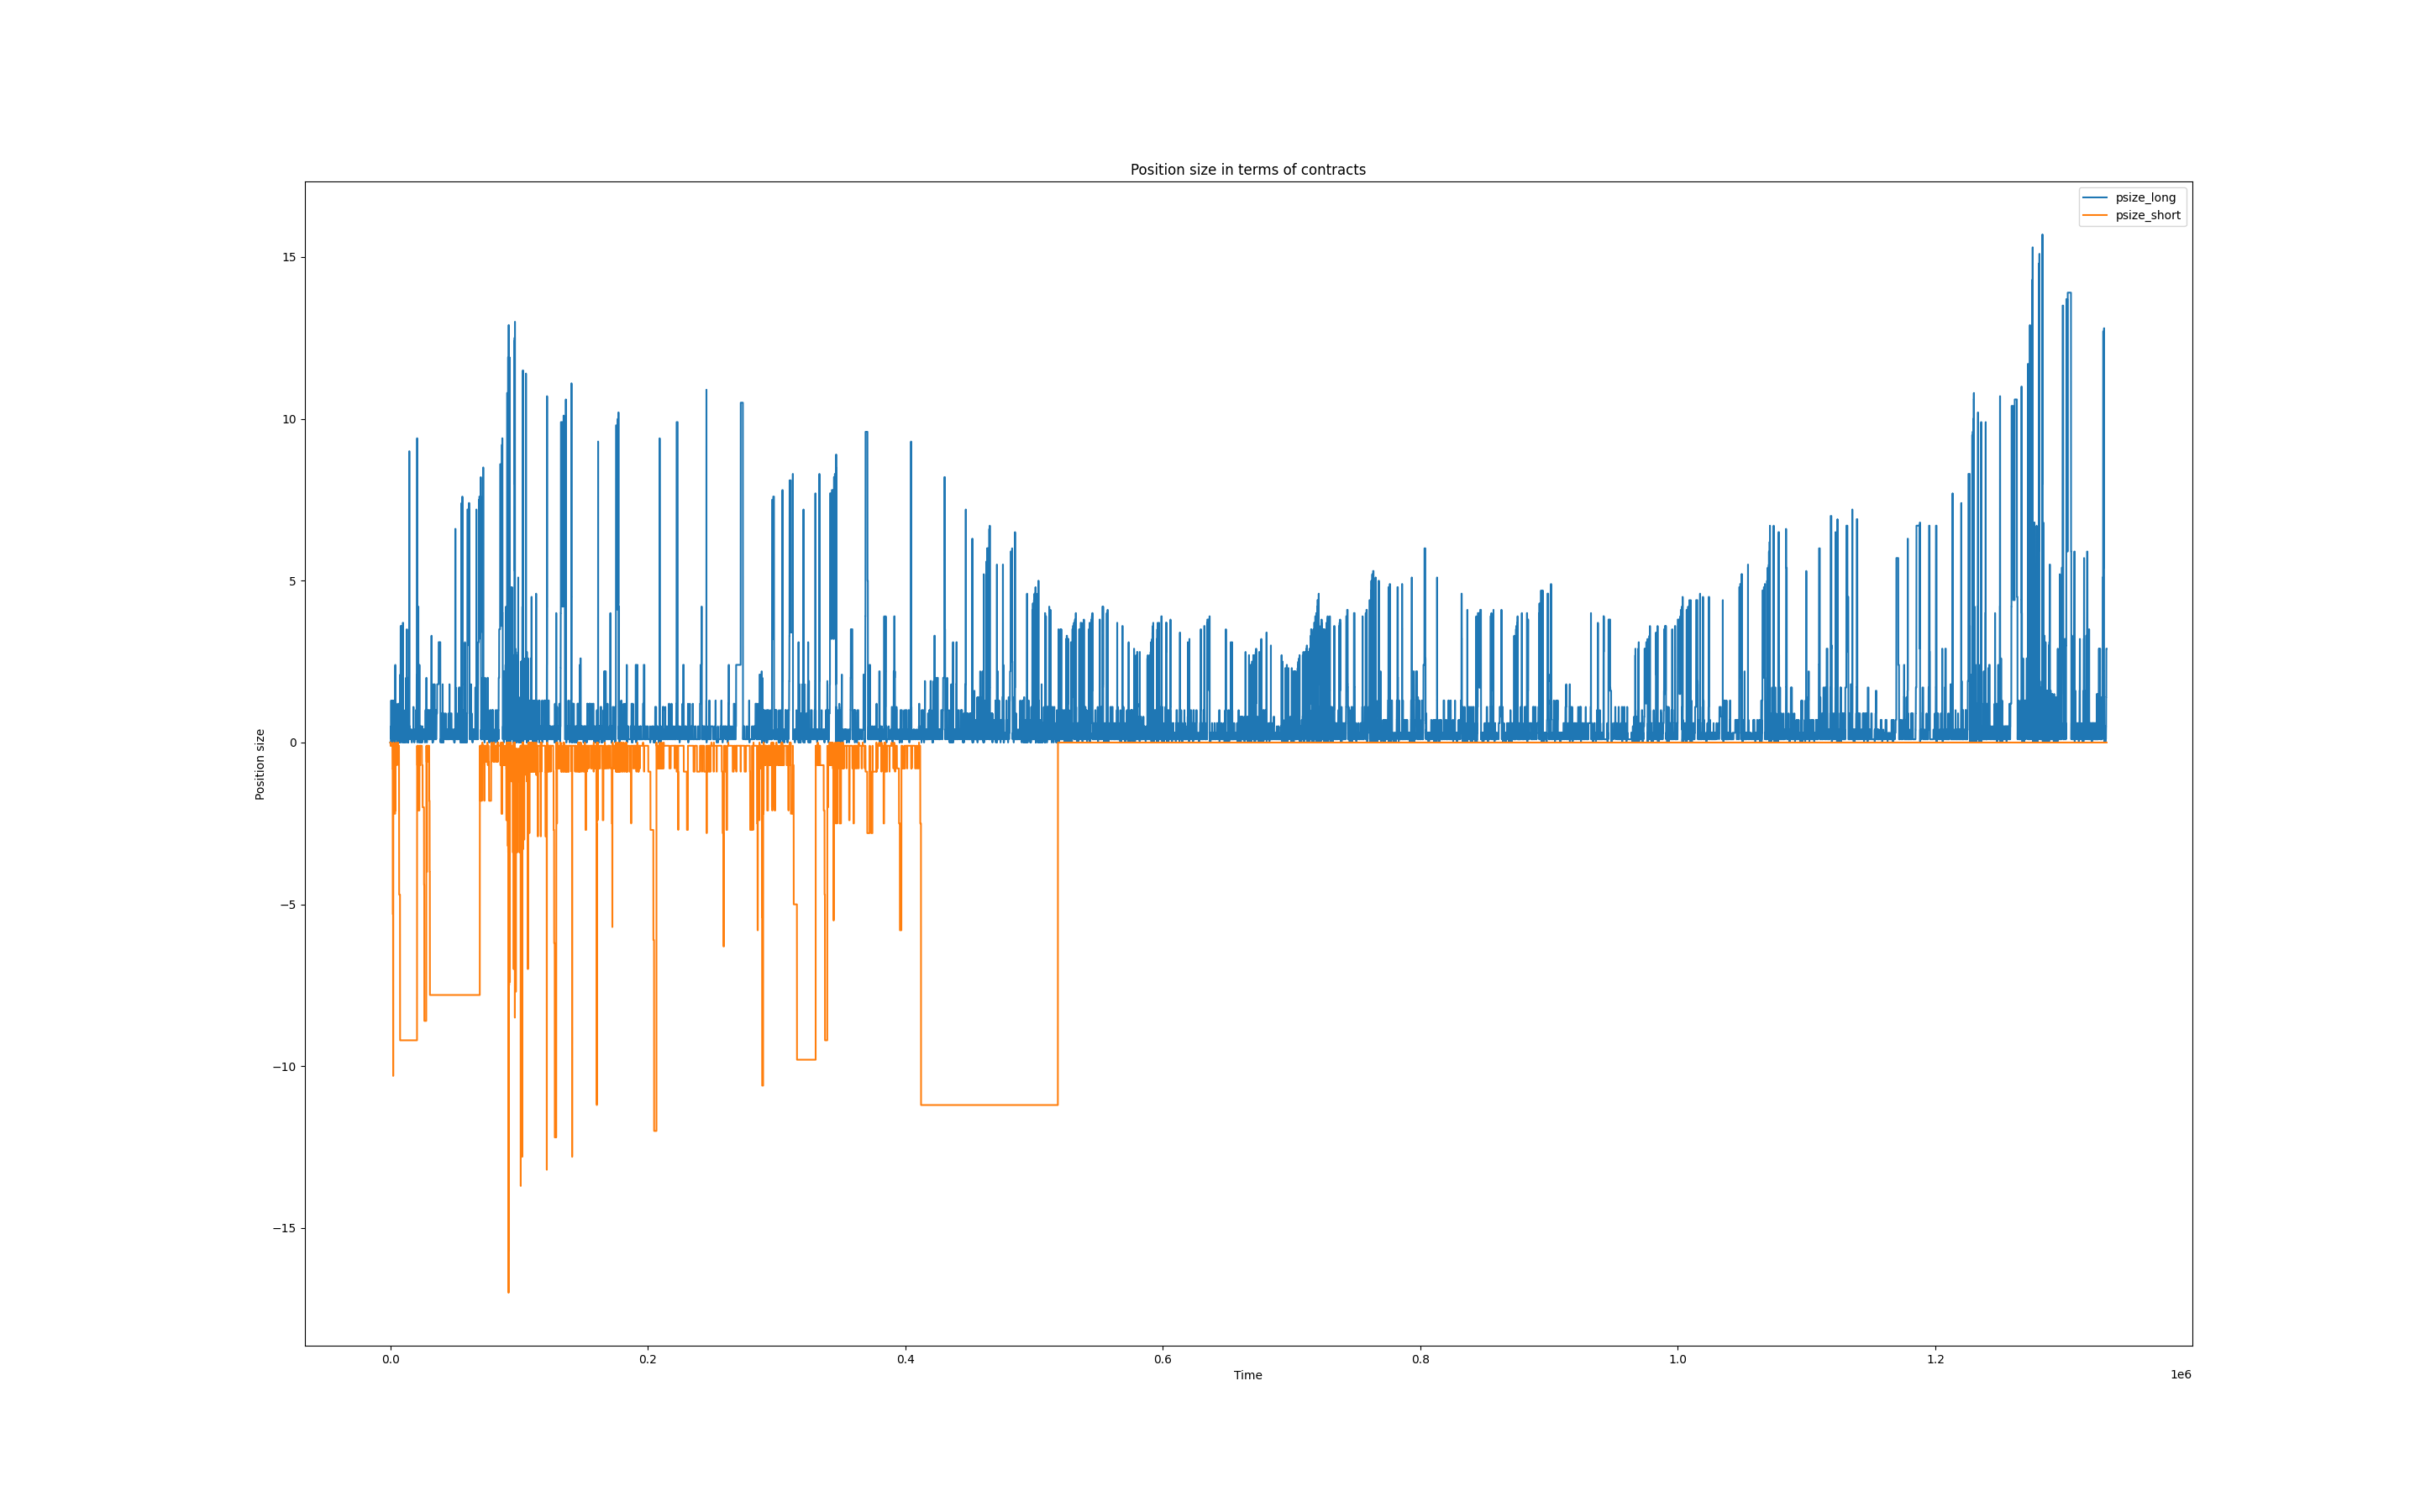 Position size in terms of contracts
psize_long
psize_short
15
10
5
0
−5
−10
−15
Position size
0.0
0.2
0.4
0.6
0.8
1.0
1.2
Time
1e6